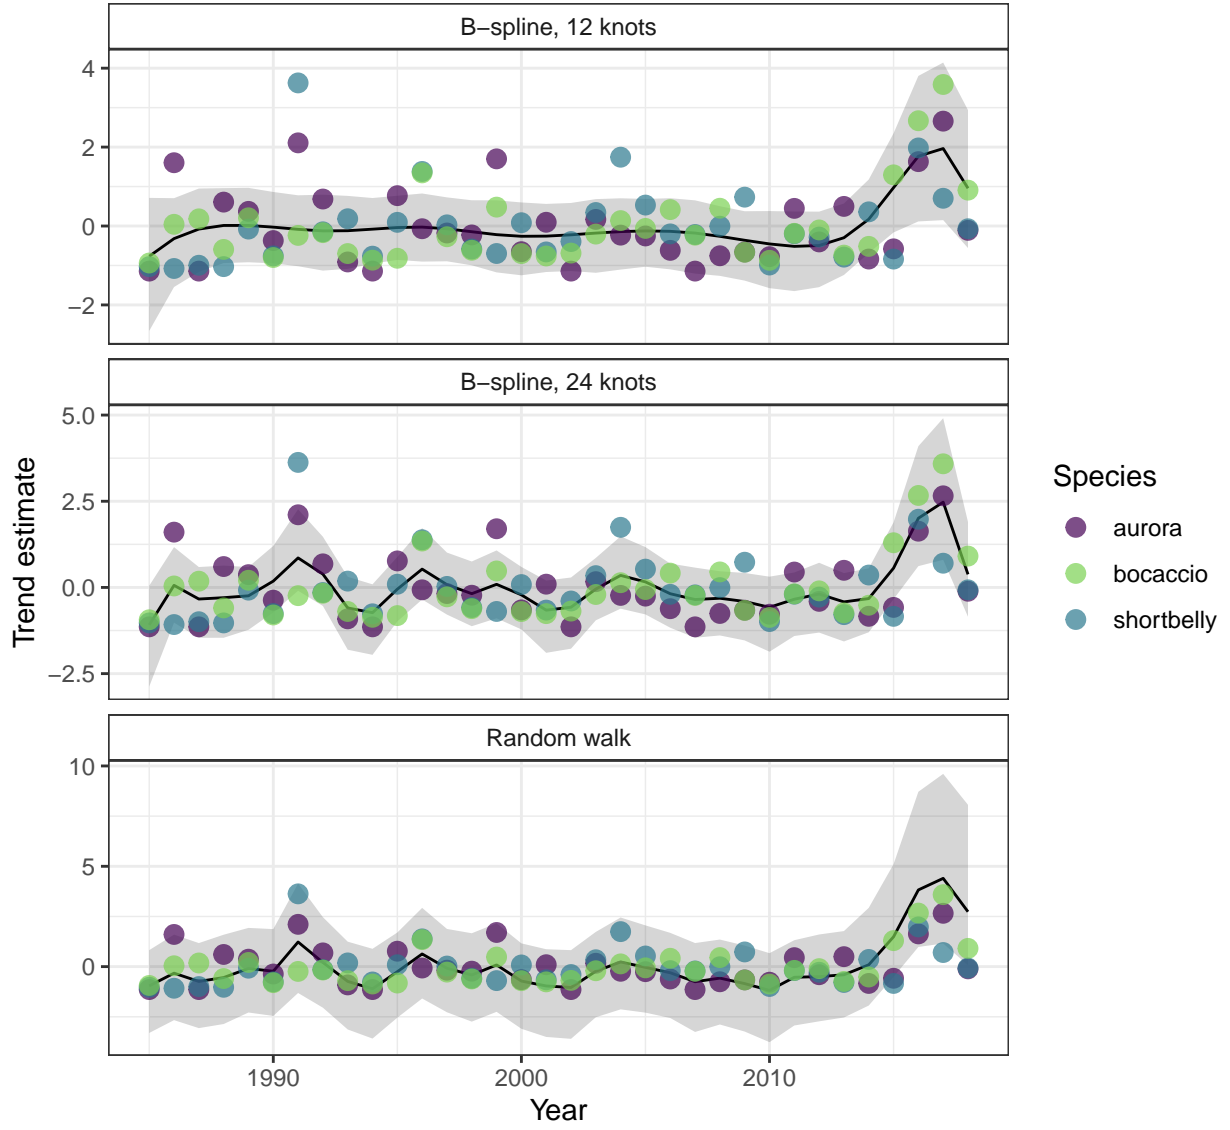 B−spline, 12 knots
4
2
0
−2
B−spline, 24 knots
5.0
2.5
0.0
−2.5
Random walk
10
5
0
1990
2000
2010
Year
Trend estimate
Species
aurora
bocaccio
shortbelly